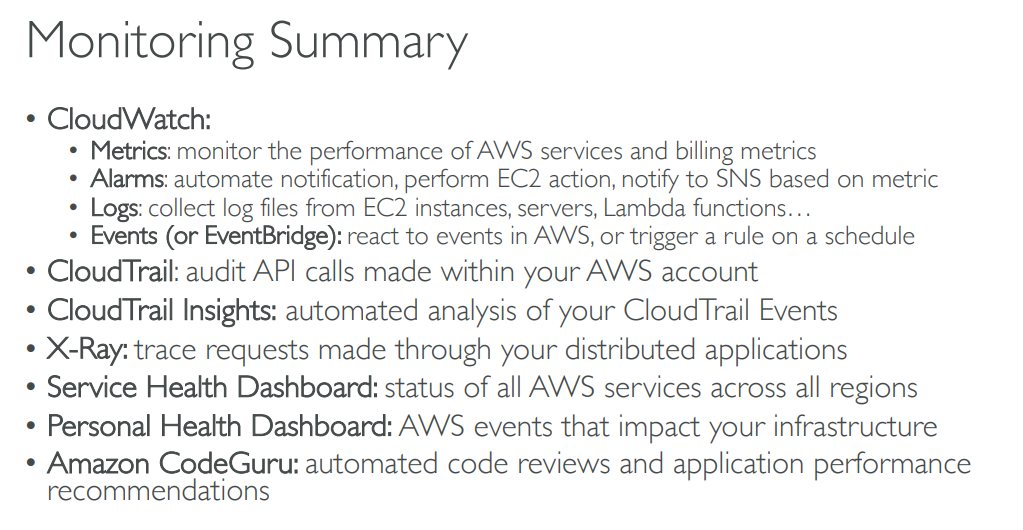 Monitoring Summary
• CloudWatch:
• Metrics: monitor the performance of AWS services and billing metrics
• Alarms: automate notification, perform EC2 action, notify to SNS based on metric
• Logs: collect log files from EC2 instances, servers, Lambda functions…
• Events (or EventBridge): react to events in AWS, or trigger a rule on a schedule
• CloudTrail: audit API calls made within your AWS account
• CloudTrail Insights: automated analysis of your CloudTrail Events
• X-Ray: trace requests made through your distributed applications
• Service Health Dashboard: status of all AWS services across all regions
• Personal Health Dashboard: AWS events that impact your infrastructure
• Amazon CodeGuru: automated code reviews and application performance
recommendations